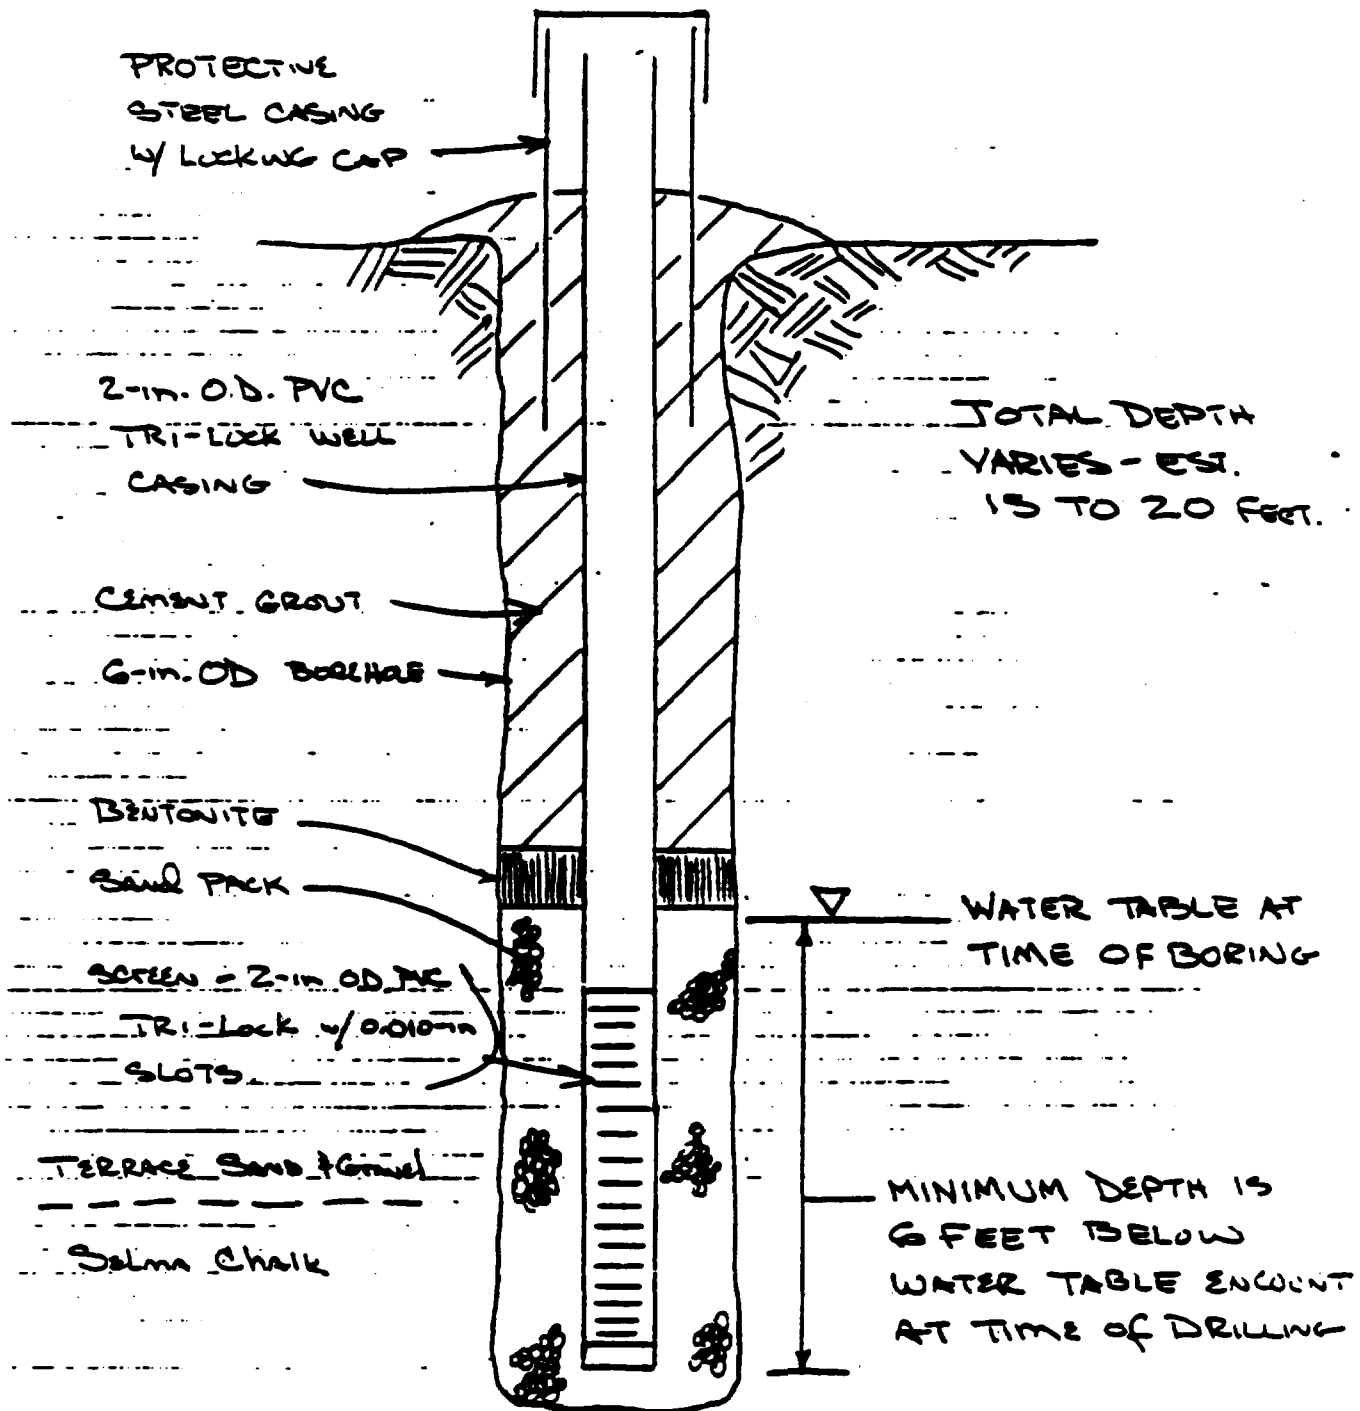 PROTECTIVE
STEEL CASING
W/ LOCKING CAP
2-in. O.D. PVC
TRI-LOCK WELL
CASING
TOTAL DEPTH
VARIES - EST.
15 TO 20 FEET.
CEMENT GROUT
6-in. OD BOREHOLE
BENTONITE
Sand PACK
WATER TABLE AT
TIME OF BORING
SCREEN - 2-in OD PVC
TRI-Lock w/ 0.010-in
SLOTS
TERRACE SAND & Gravel
Selma Chalk
MINIMUM DEPTH IS
6 FEET BELOW
WATER TABLE ENCOUNT
AT TIME OF DRILLING